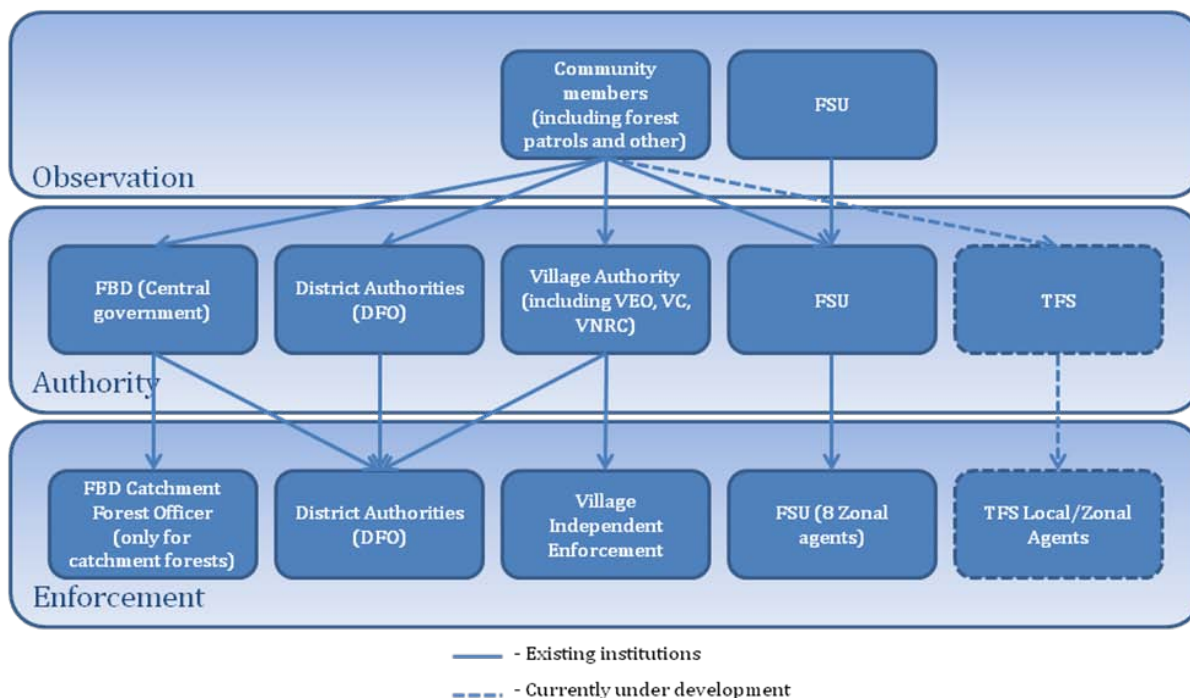 Community
members
(including forest
patrols and other)
FSU
Observation
FBD (Central
government)
District Authorities
(DFO)
Village Authority
(including VEO, VC,
VNRC)
FSU
TFS
Authority
FBD Catchment
Forest Officer
(only for
catchment forests)
District Authorities
(DFO)
Village
Independent
Enforcement
FSU (8 Zonal
agents)
TFS Local/Zonal
Agents
Enforcement
- Existing institutions
- Currently under development